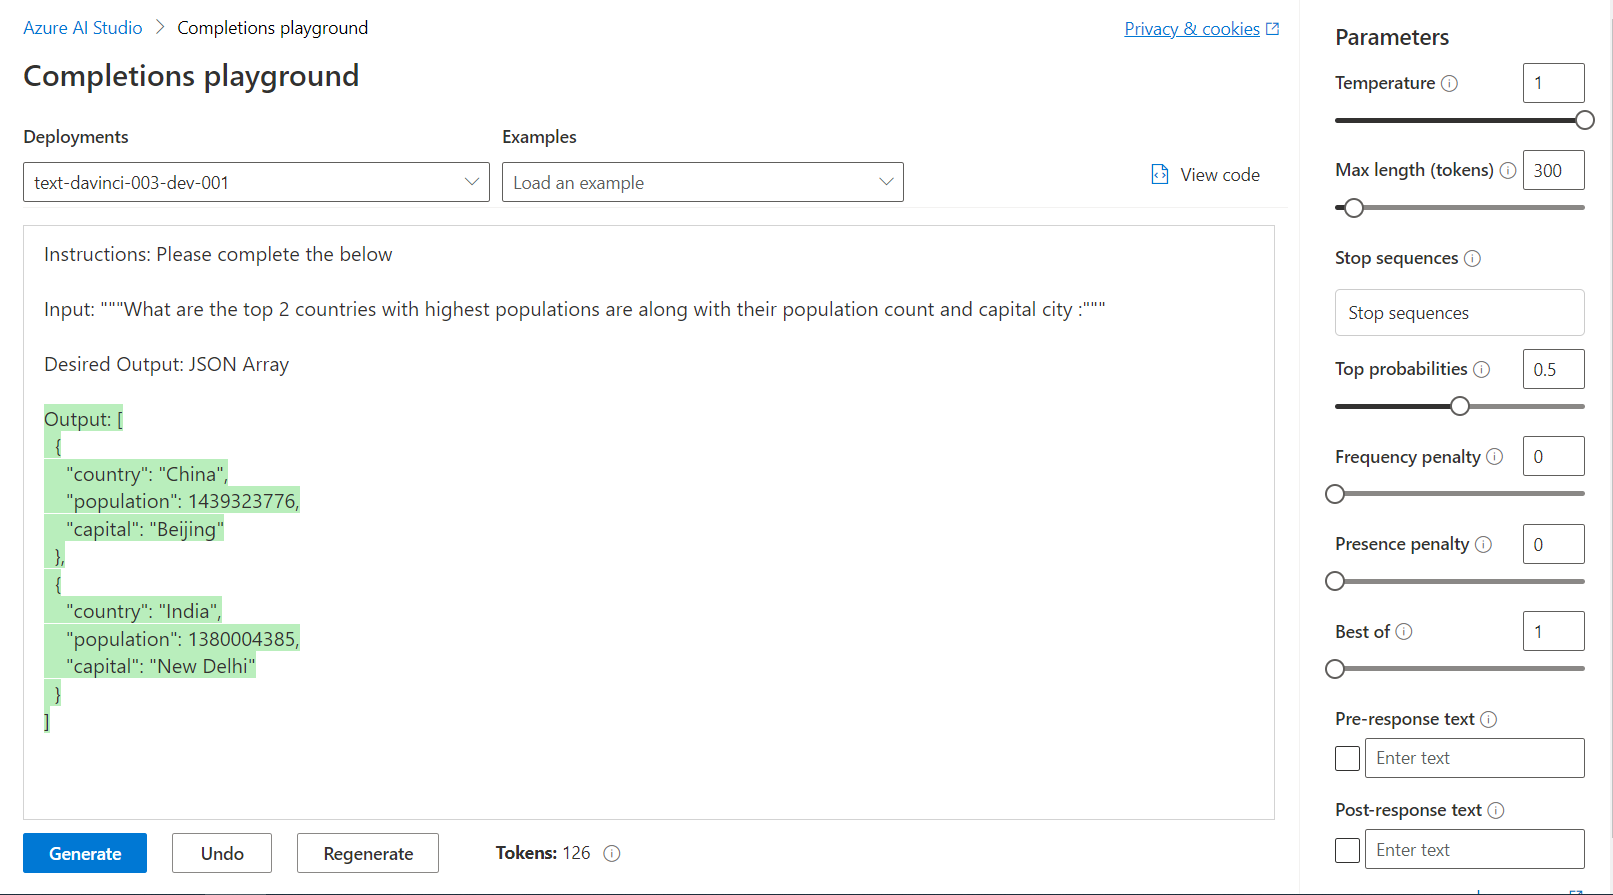 Azure AI Studio > Completions playground
Privacy & cookies
Completions playground
Deployments
Examples
text-davinci-003-dev-001
Load an example
View code
Instructions: Please complete the below
Input: """What are the top 2 countries with highest populations are along with their population count and capital city :"""
Desired Output: JSON Array
Output: [
{
"country": "China",
"population": 1439323776,
"capital": "Beijing"
},
{
"country": "India",
"population": 1380004385,
"capital": "New Delhi"
}
]
Generate
Undo
Regenerate
Tokens: 126
Parameters
Temperature
1
Max length (tokens)
300
Stop sequences
Stop sequences
Top probabilities
0.5
Frequency penalty
0
Presence penalty
0
Best of
1
Pre-response text
Enter text
Post-response text
Enter text